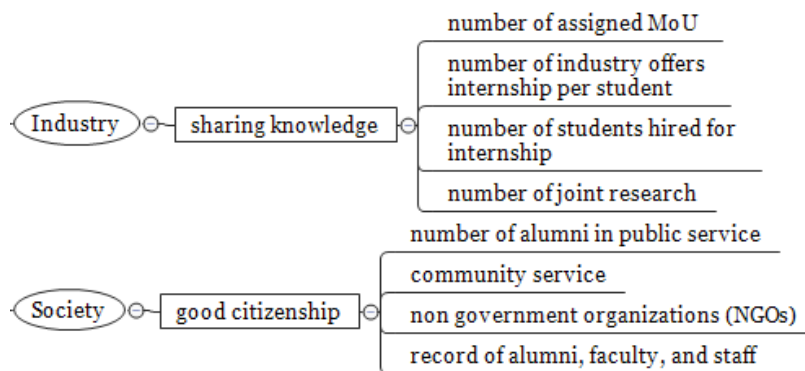 number of assigned MoU
number of industry offers
internship per student
Industry
sharing knowledge
number of students hired for
internship
number of joint research
number of alumni in public service
community service
Society
good citizenship
non government organizations (NGOs)
record of alumni, faculty, and staff